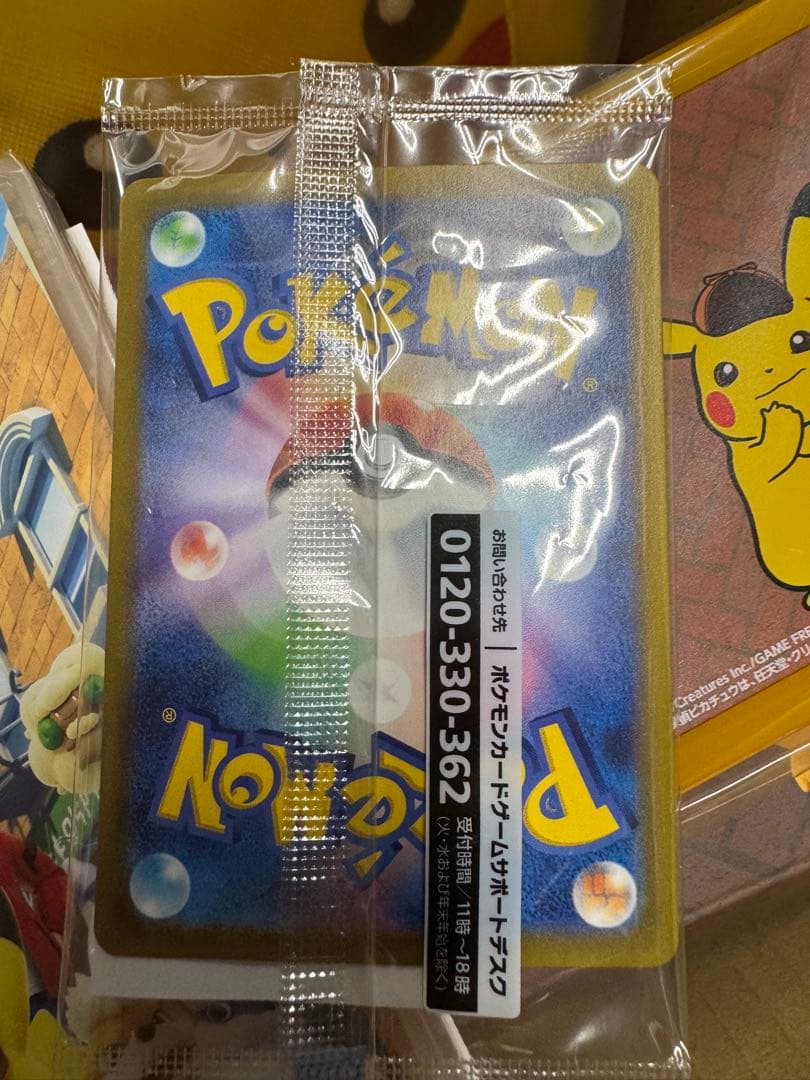 POKéMON
®
お問い合わせ先 | ポケモンカードゲームサポートデスク
0120-330-362 受付時間/11時～18時
(火・水および年末年始を除く)
®
POKéMON
Creatures Inc./GAME FRE
偵ピカチュウは、任天堂・クリ